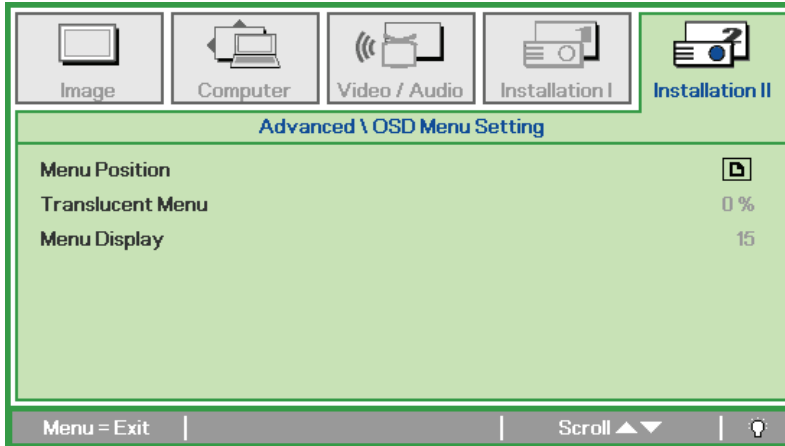 Image
Computer
Video / Audio
Installation I
Installation II
Advanced \ OSD Menu Setting
Menu Position
Translucent Menu 0 %
Menu Display 15
Menu = Exit Scroll ▲▼